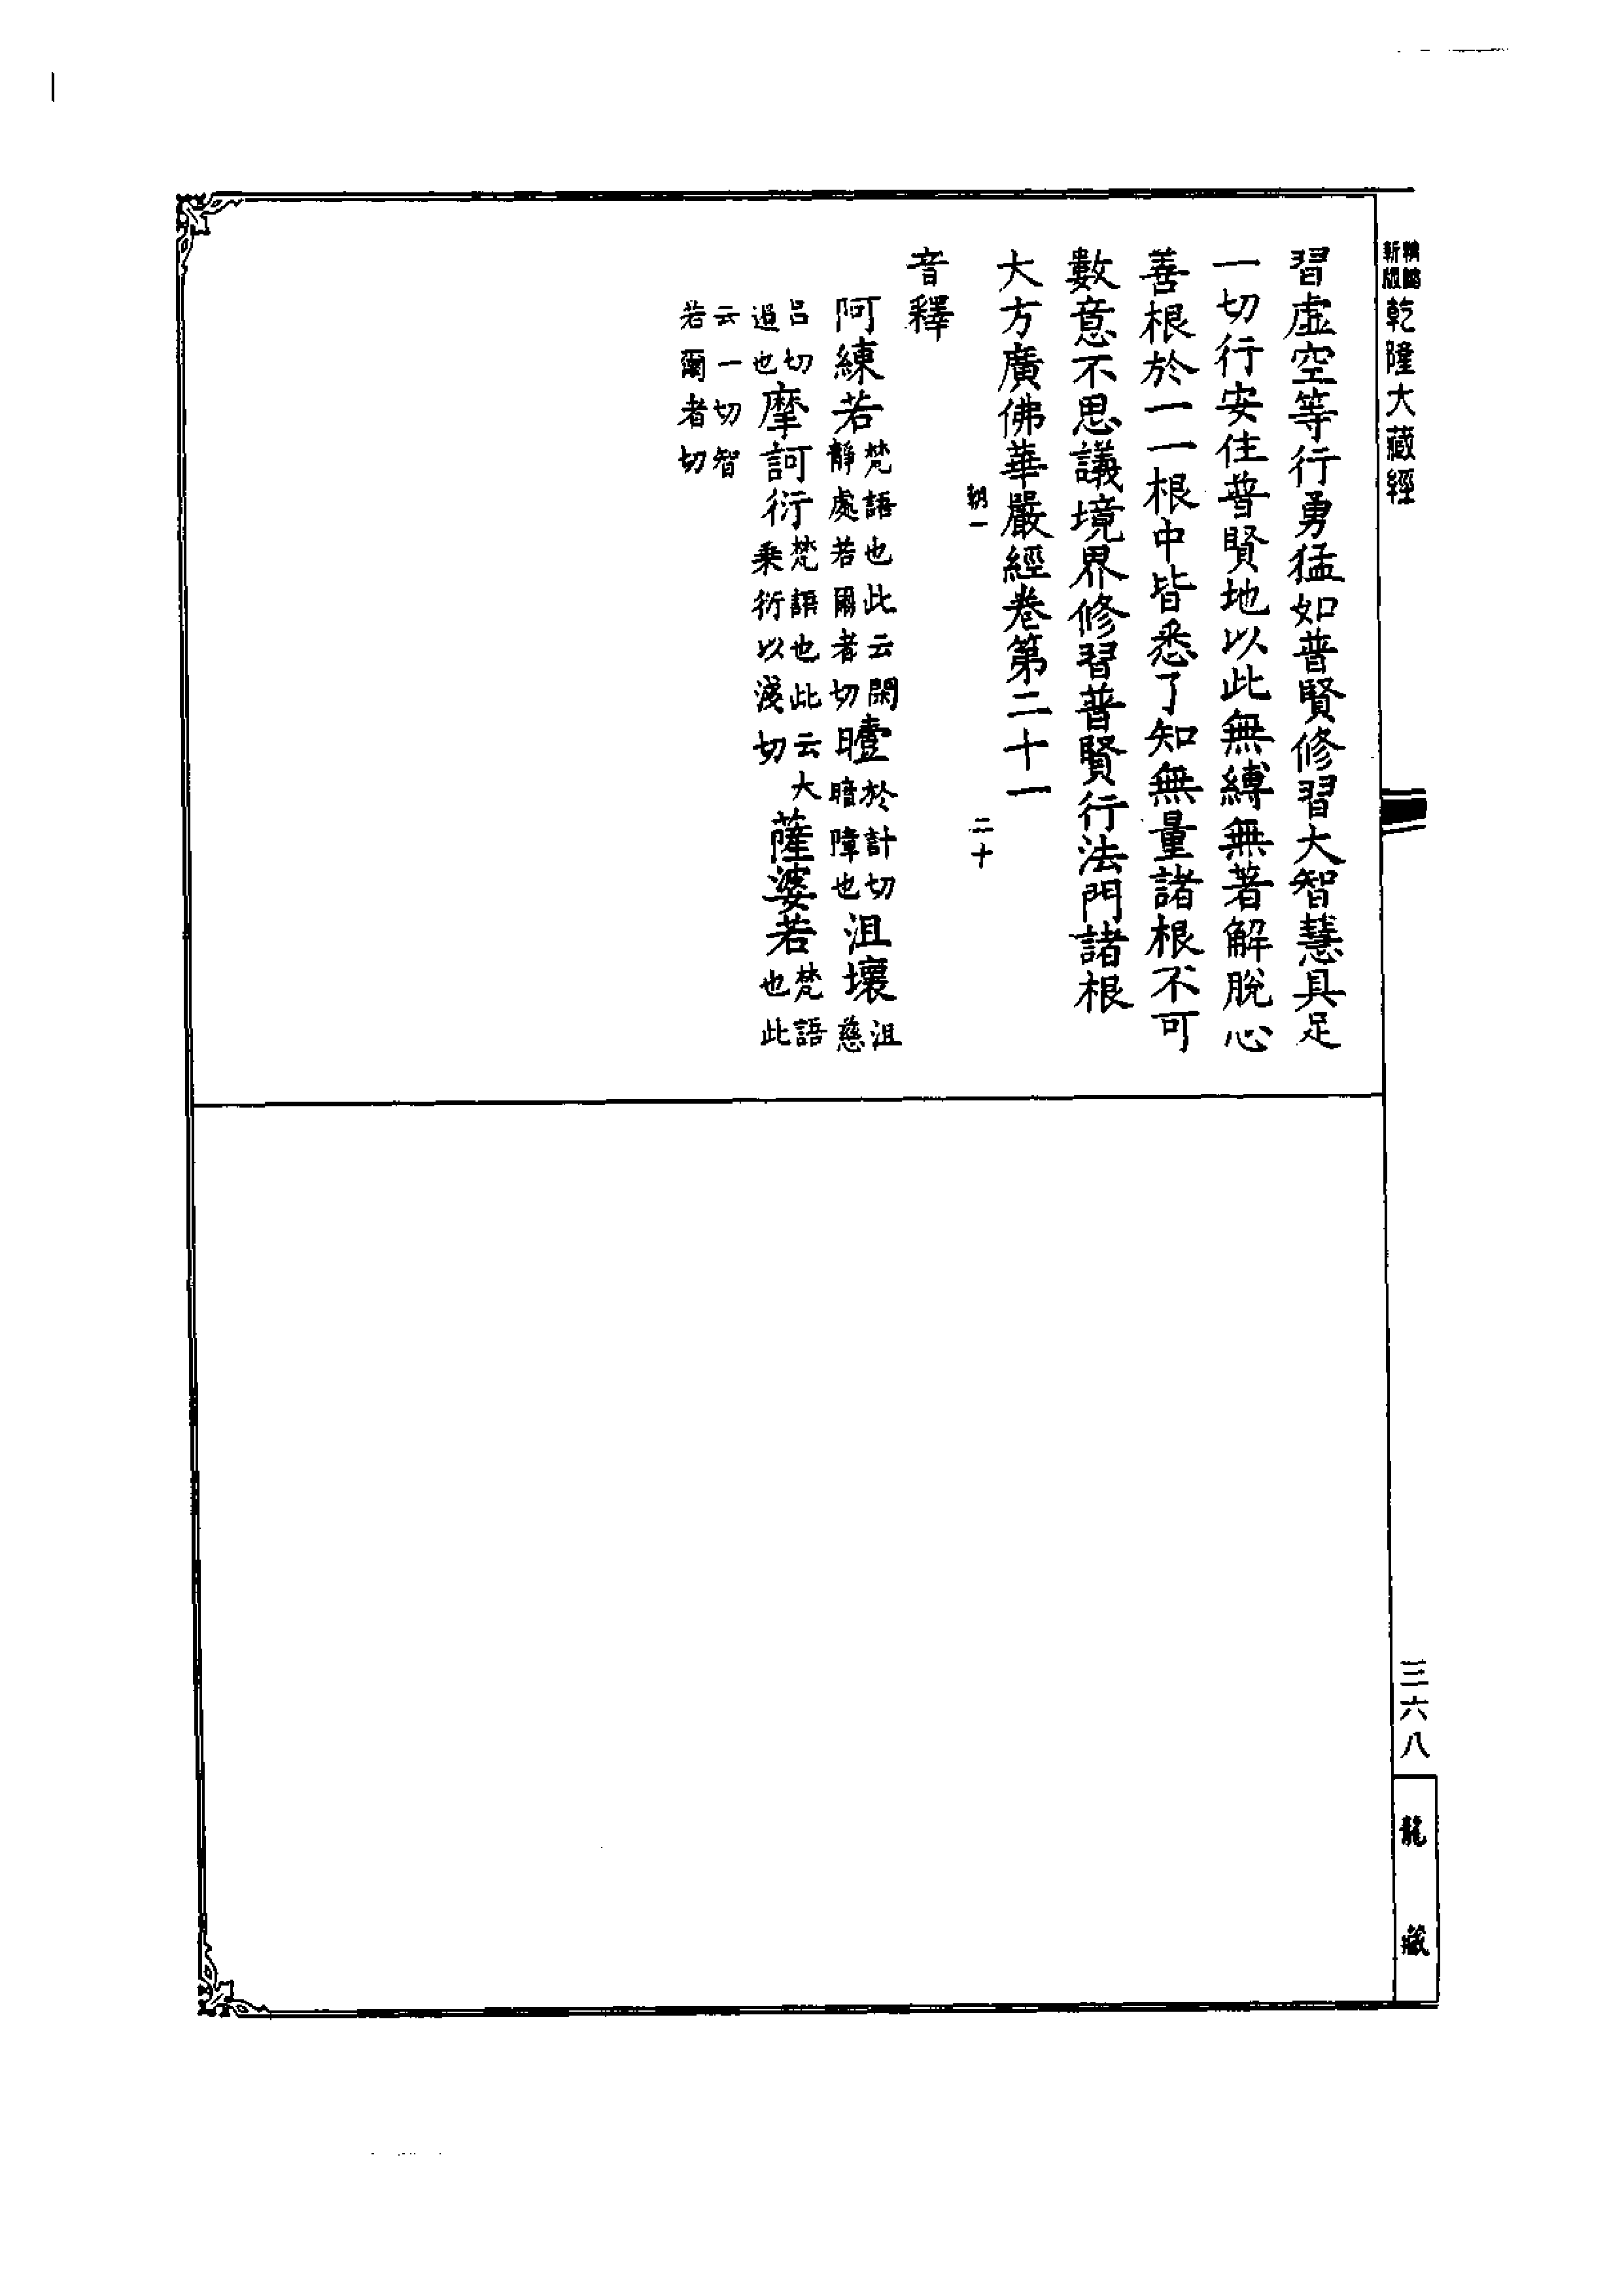 新版
乾隆大藏經
習虛空等行勇猛如普賢修習大智慧具足
一切行安住普賢地以此無縛無著解脫心
善根於一一根中皆悉了知無量諸根不可
數意不思議境界修習普賢行法門諸根
大方廣佛華嚴經卷第二十一
朝一
二十
音釋
阿練若 梵語也此云閑靜處若爾者切 曀 於計切暗障也 沮壞 沮慈
呂切遏也 摩訶衍 梵語也此云大乘衍以淺切 薩婆若 梵語也此
云一切智若爾者切
三六八
龍藏